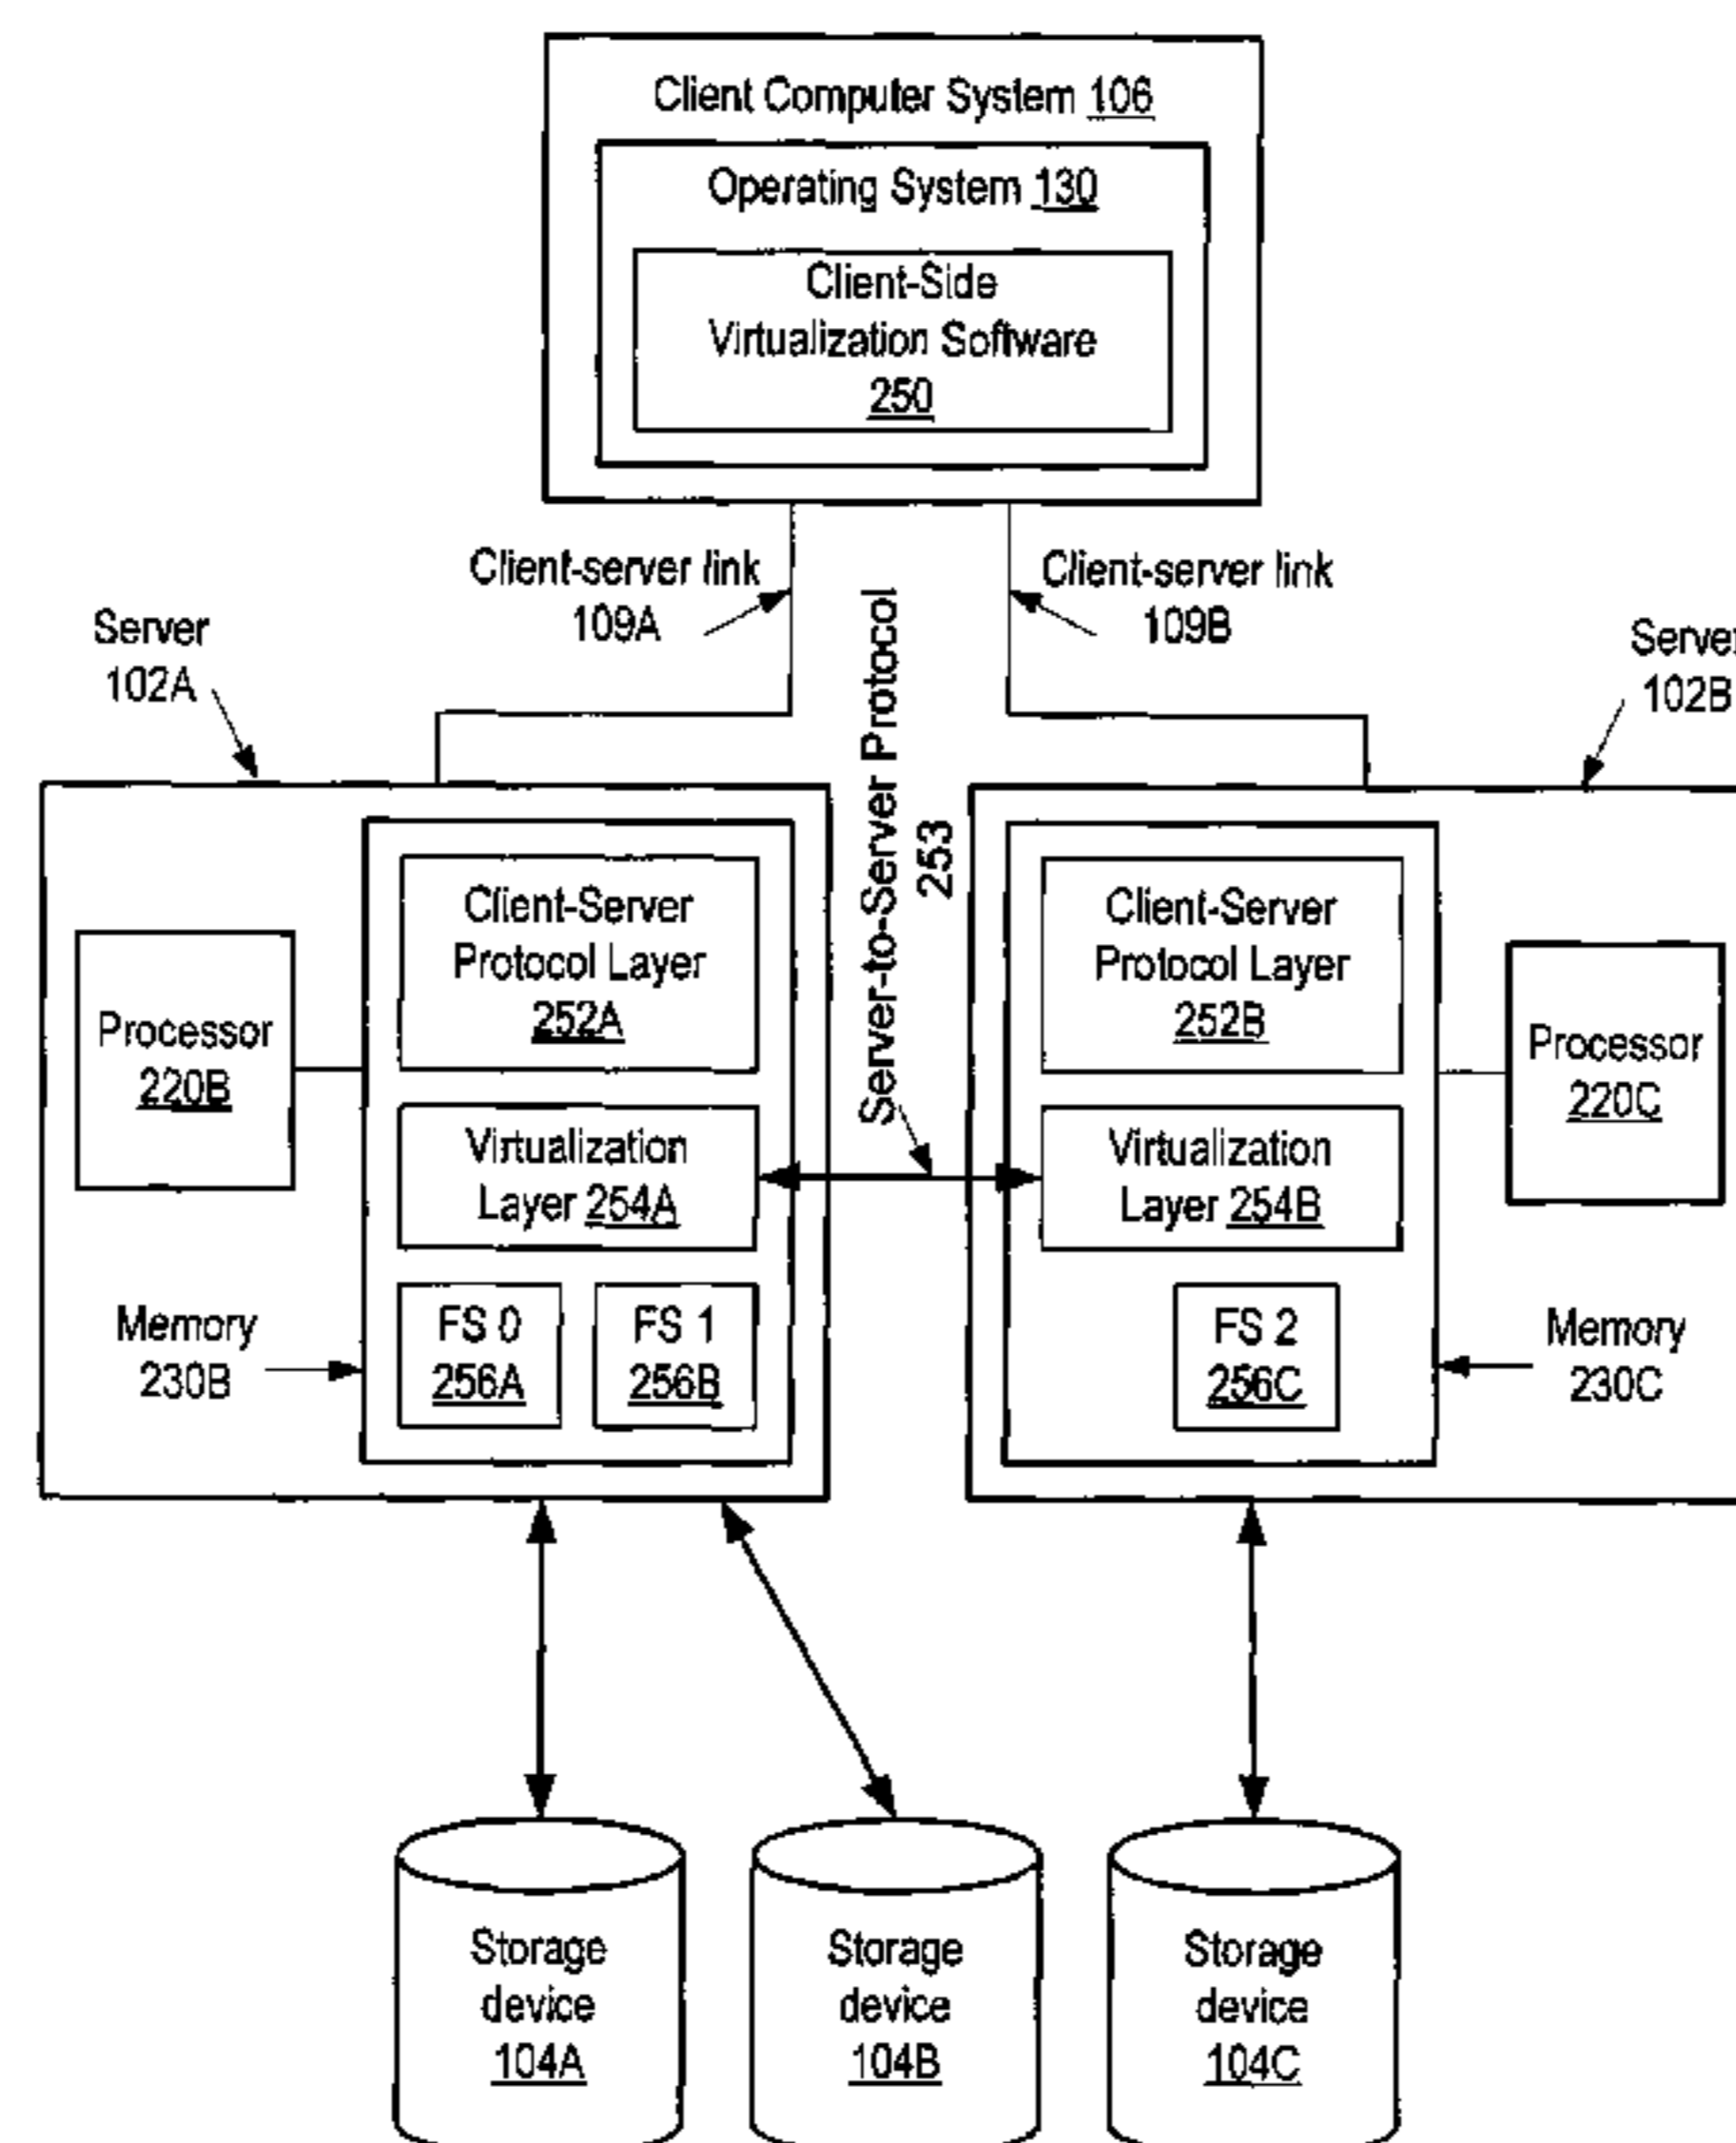 Client Computer System 106
Operating System 130
Client-Side
Virtualization Software
250
Client-server link
109A
Client-server link
109B
Server
102A
Server
102B
Server-to-Server Protocol
253
Client-Server
Protocol Layer
252A
Client-Server
Protocol Layer
252B
Processor
220B
Processor
220C
Virtualization
Layer 254A
Virtualization
Layer 254B
Memory
230B
FS 0
256A
FS 1
256B
FS 2
256C
Memory
230C
Storage
device
104A
Storage
device
104B
Storage
device
104C